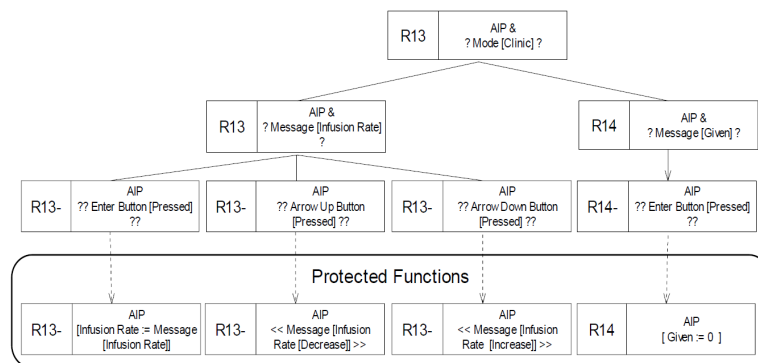 R13
AIP &
? Mode [Clinic] ?
R13
AIP &
? Message [Infusion Rate]
?
R14
AIP &
? Message [Given] ?
R13-
AIP
?? Enter Button [Pressed]
??
R13-
AIP
?? Arrow Up Button
[Pressed] ??
R13-
AIP
?? Arrow Down Button
[Pressed] ??
R14-
AIP
?? Enter Button [Pressed]
??
Protected Functions
R13-
AIP
[Infusion Rate := Message
[Infusion Rate]]
R13-
AIP
<< Message [Infusion
Rate [Decrease]] >>
R13-
AIP
<< Message [Infusion
Rate [Increase]] >>
R14
AIP
[ Given := 0 ]